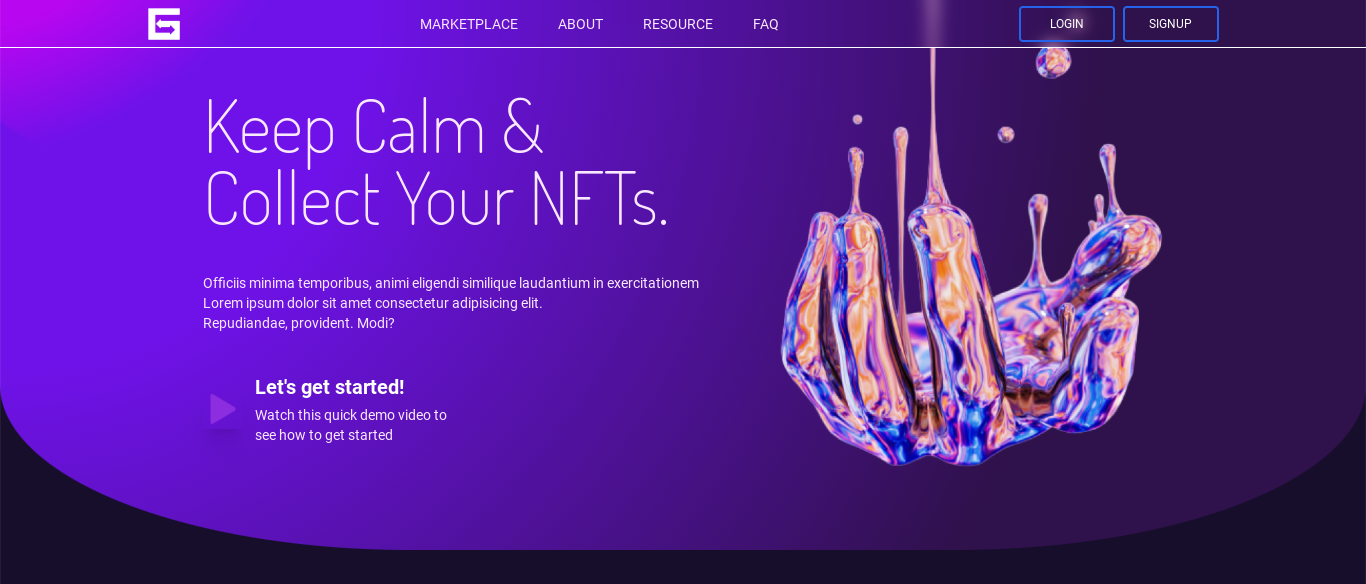 MARKETPLACE ABOUT RESOURCE FAQ LOGIN SIGNUP
Keep Calm &
Collect Your NFTs.
Officiis minima temporibus, animi eligendi similique laudantium in exercitationem
Lorem ipsum dolor sit amet consectetur adipisicing elit.
Repudiandae, provident. Modi?
Let's get started!
Watch this quick demo video to
see how to get started